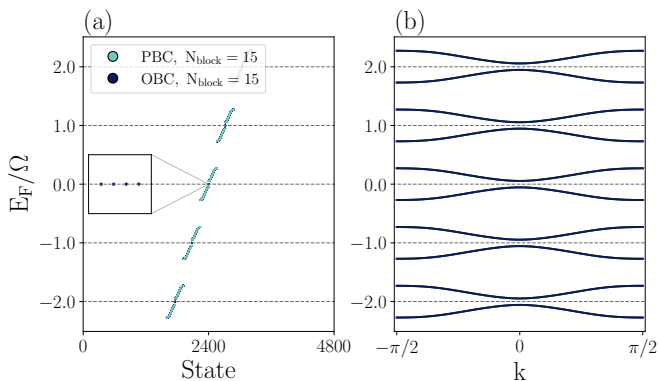 (a)
(b)
PBC, N_block = 15
OBC, N_block = 15
E_F/Ω
2.0
1.0
0.0
−1.0
−2.0
0
2400
4800
State
2.0
1.0
0.0
−1.0
−2.0
−π/2
0
π/2
k